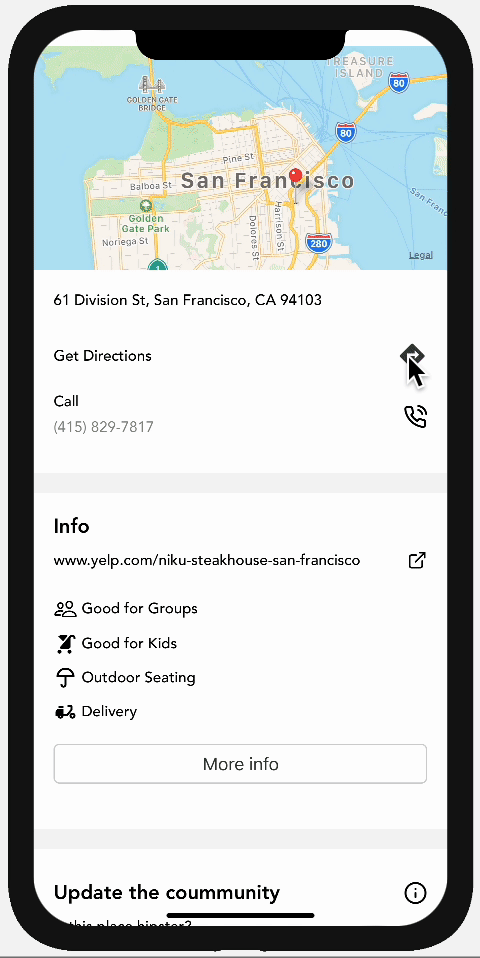 TREASURE
ISLAND
80
GOLDEN GATE
BRIDGE
80
Pine St
Balboa St
San Francisco
Golden
Gate Park
Harrison St
Dolores St
Noriega St
280
1
San Franc
Legal
61 Division St, San Francisco, CA 94103
Get Directions
Call
(415) 829-7817
Info
www.yelp.com/niku-steakhouse-san-francisco
Good for Groups
Good for Kids
Outdoor Seating
Delivery
More info
Update the coummunity
this place hipster?